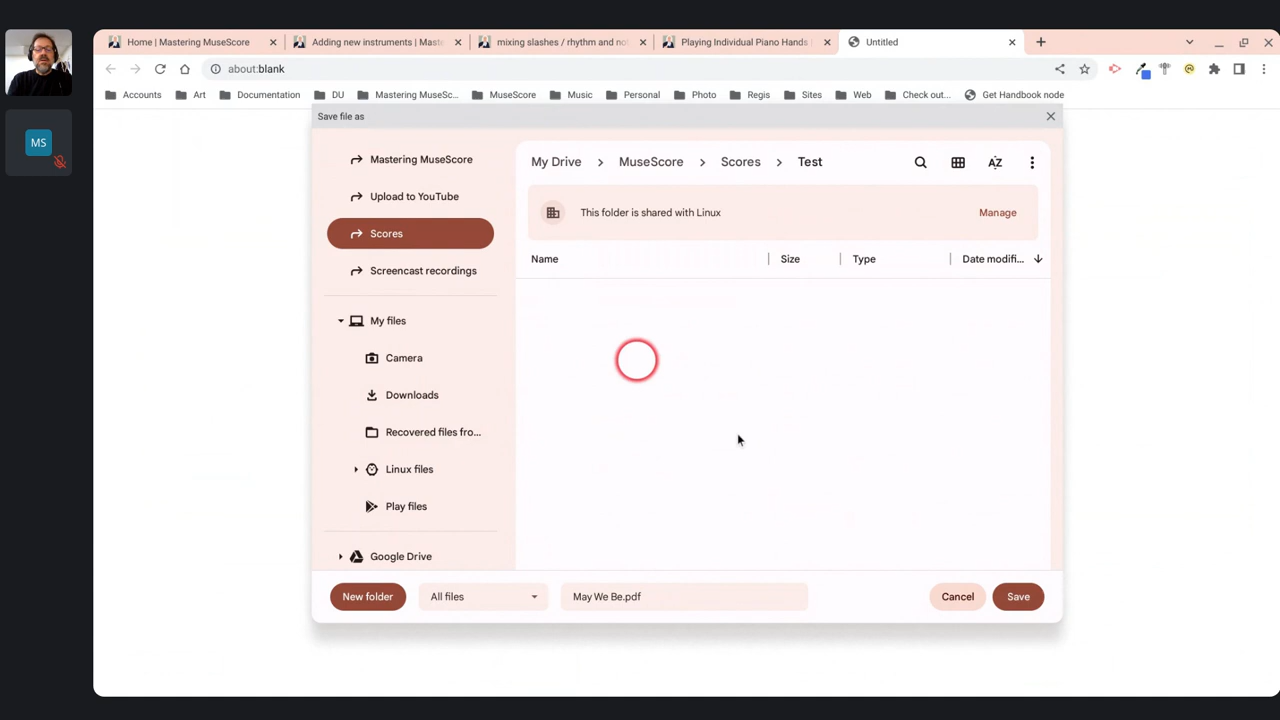 Home | Mastering MuseScore
Adding new instruments | Maste
mixing slashes / rhythm and no
Playing Individual Piano Hands
Untitled
about:blank
Accounts
Art
Documentation
DU
Mastering MuseSc...
MuseScore
Music
Personal
Photo
Regis
Sites
Web
Check out...
Get Handbook now
MS
Save file as
Mastering MuseScore
Upload to YouTube
Scores
Screencast recordings
My files
Camera
Downloads
Recovered files fro...
Linux files
Play files
Google Drive
My Drive > MuseScore > Scores > Test
AZ
This folder is shared with Linux
Manage
Name
Size
Type
Date modifi...
New folder
All files
May We Be.pdf
Cancel
Save